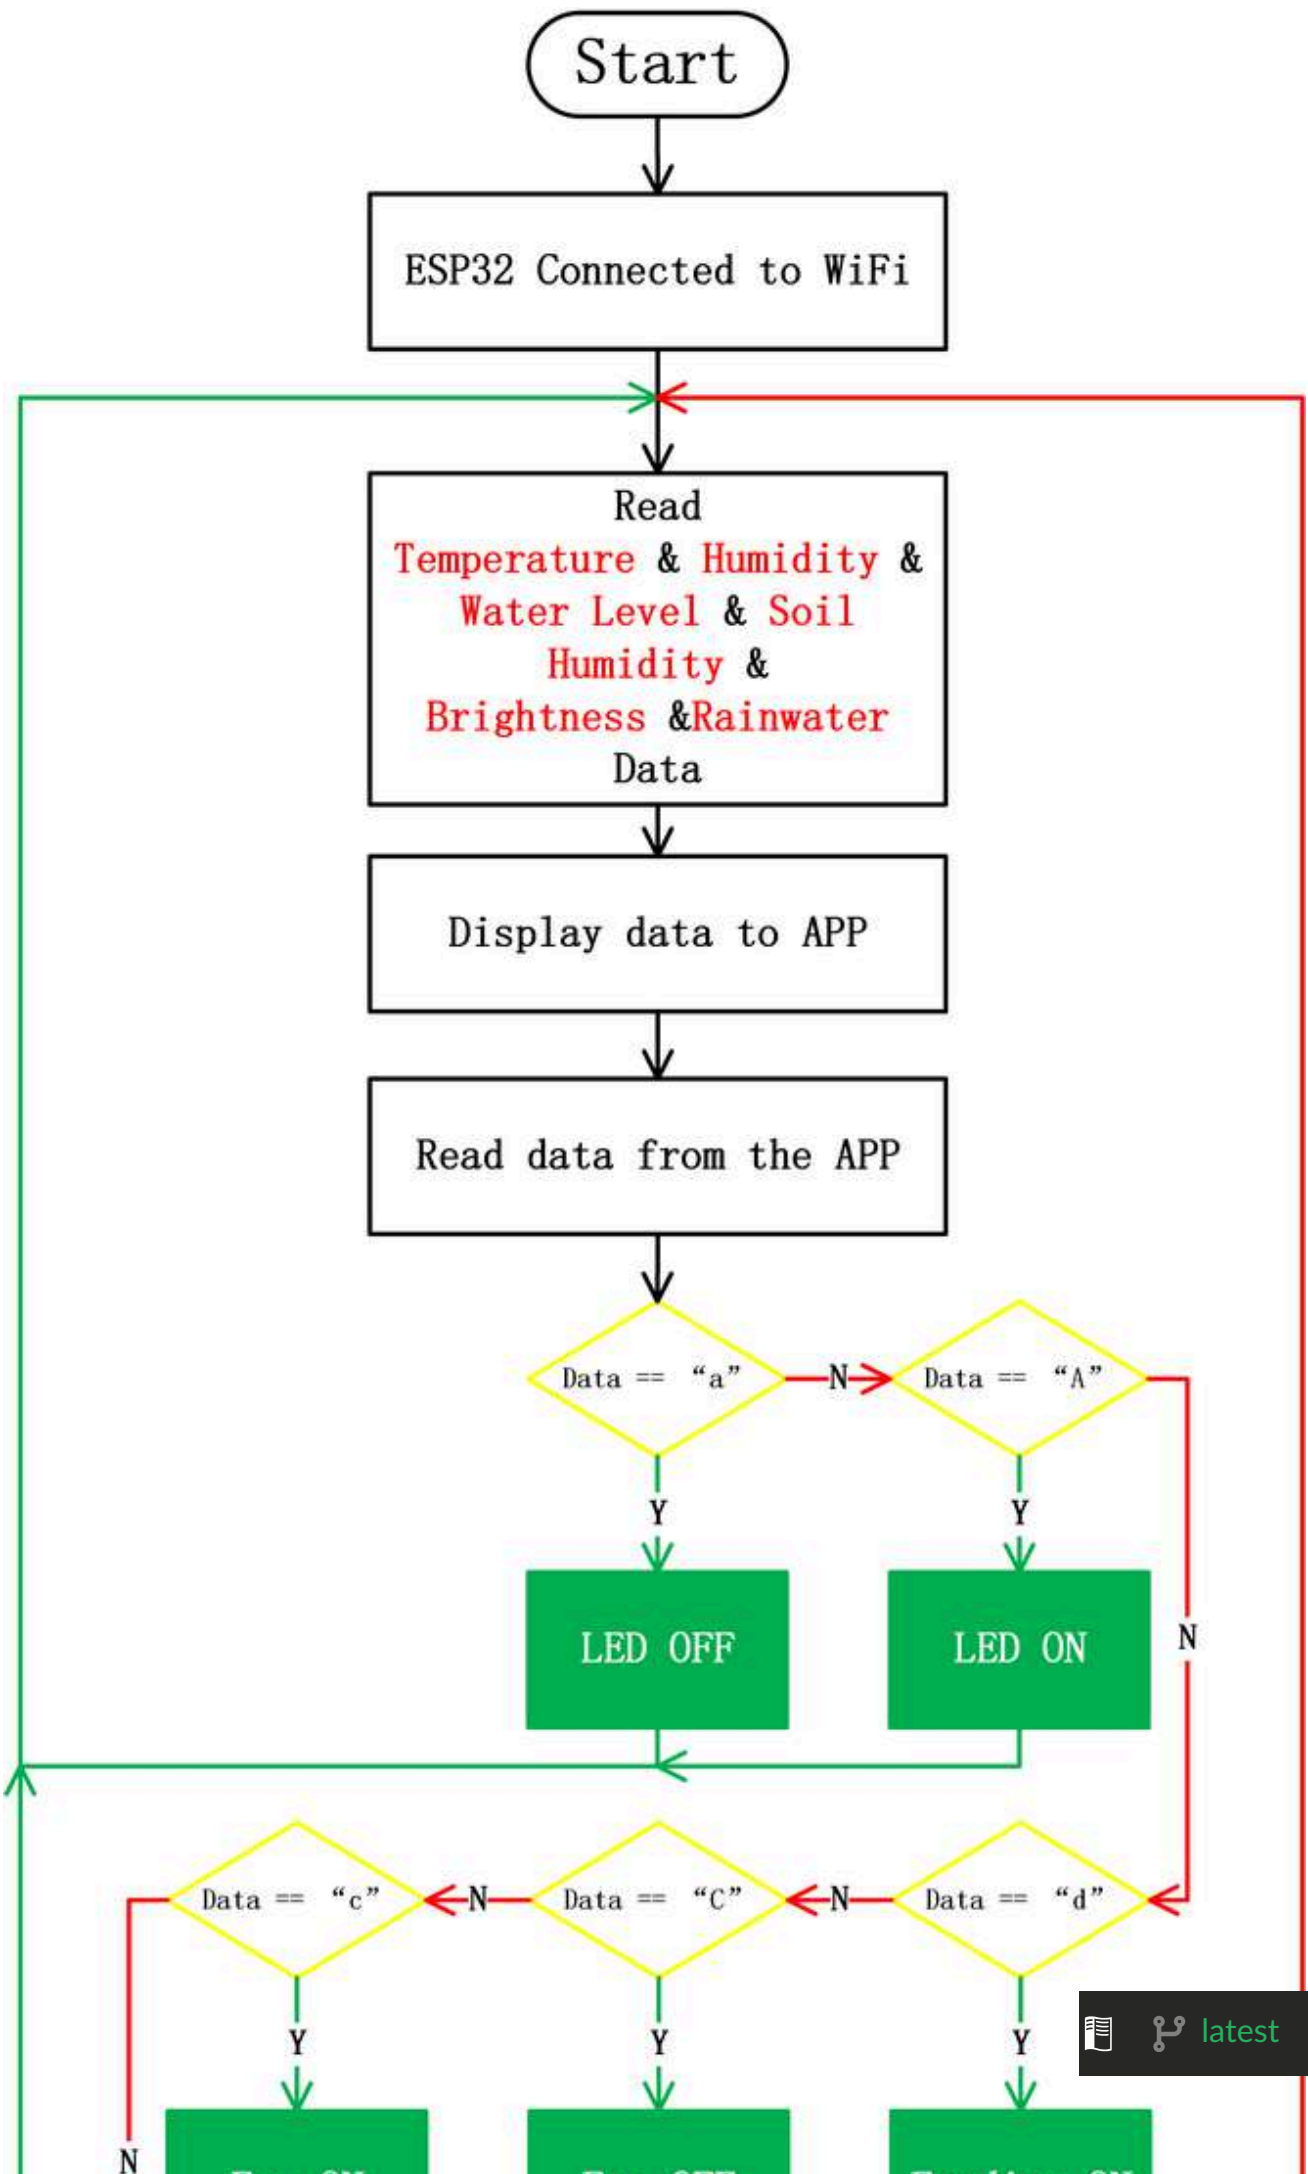 Start
ESP32 Connected to WiFi
Read
Temperature & Humidity &
Water Level & Soil
Humidity &
Brightness &Rainwater
Data
Display data to APP
Read data from the APP
Data == “a”
N
Data == “A”
Y
Y
LED OFF
LED ON
N
Data == “c”
N
Data == “C”
N
Data == “d”
Y
Y
Y
latest
N